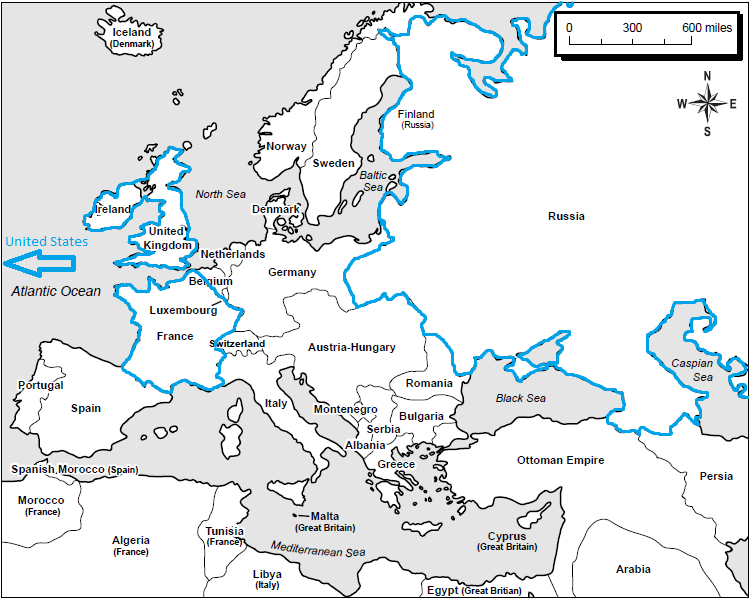 Iceland
(Denmark)
0 300 600 miles
N
W E
S
Finland
(Russia)
Norway
Sweden
Baltic
Sea
North Sea
Ireland
Denmark
Russia
United
Kingdom
United States
Netherlands
Germany
Bernium
Atlantic Ocean
Luxembourg
France
Switzerland
Austria-Hungary
Caspian
Sea
Portugal
Spain
Italy
Romania
Black Sea
Montenegro
Bulgaria
Serbia
Albania
Greece
Ottoman Empire
Spanish Morocco (Spain)
Persia
Morocco
(France)
Algeria
(France)
Tunisia
(France)
Malta
(Great Britain)
Cyprus
(Great Britain)
Mediterranean Sea
Libya
(Italy)
Arabia
Egypt (Great Britian)